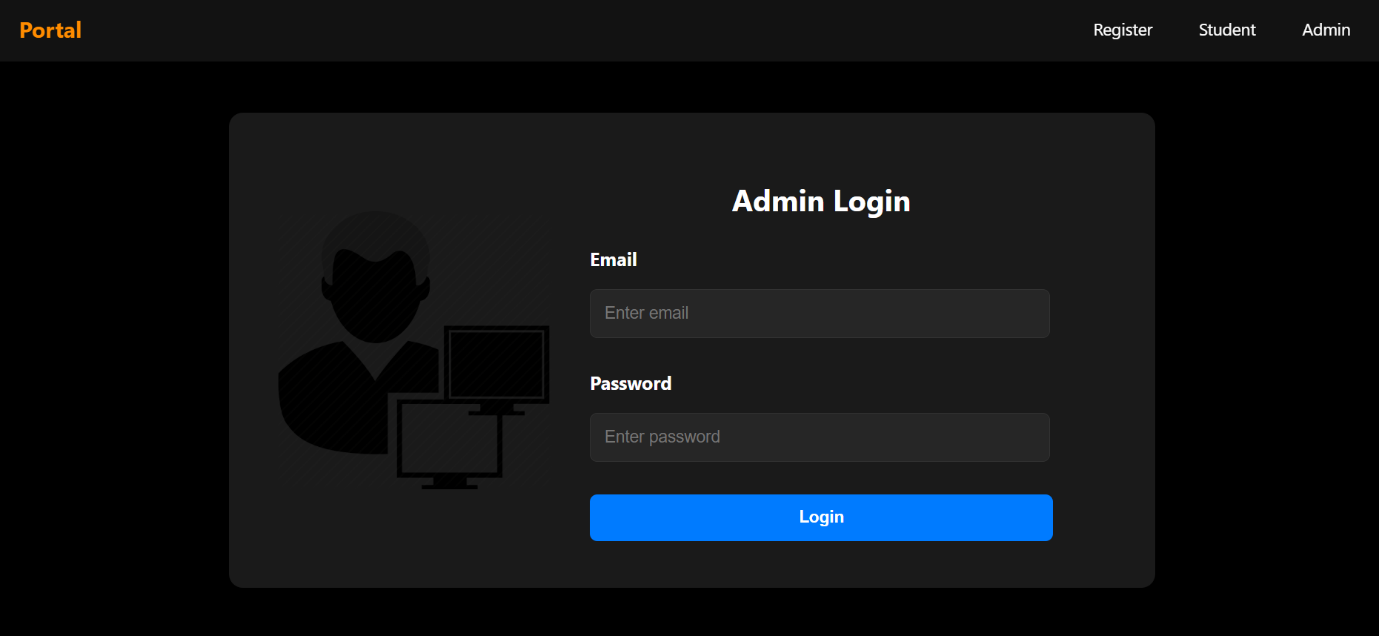 Portal
Register Student Admin
Admin Login
Email
Enter email
Password
Enter password
Login